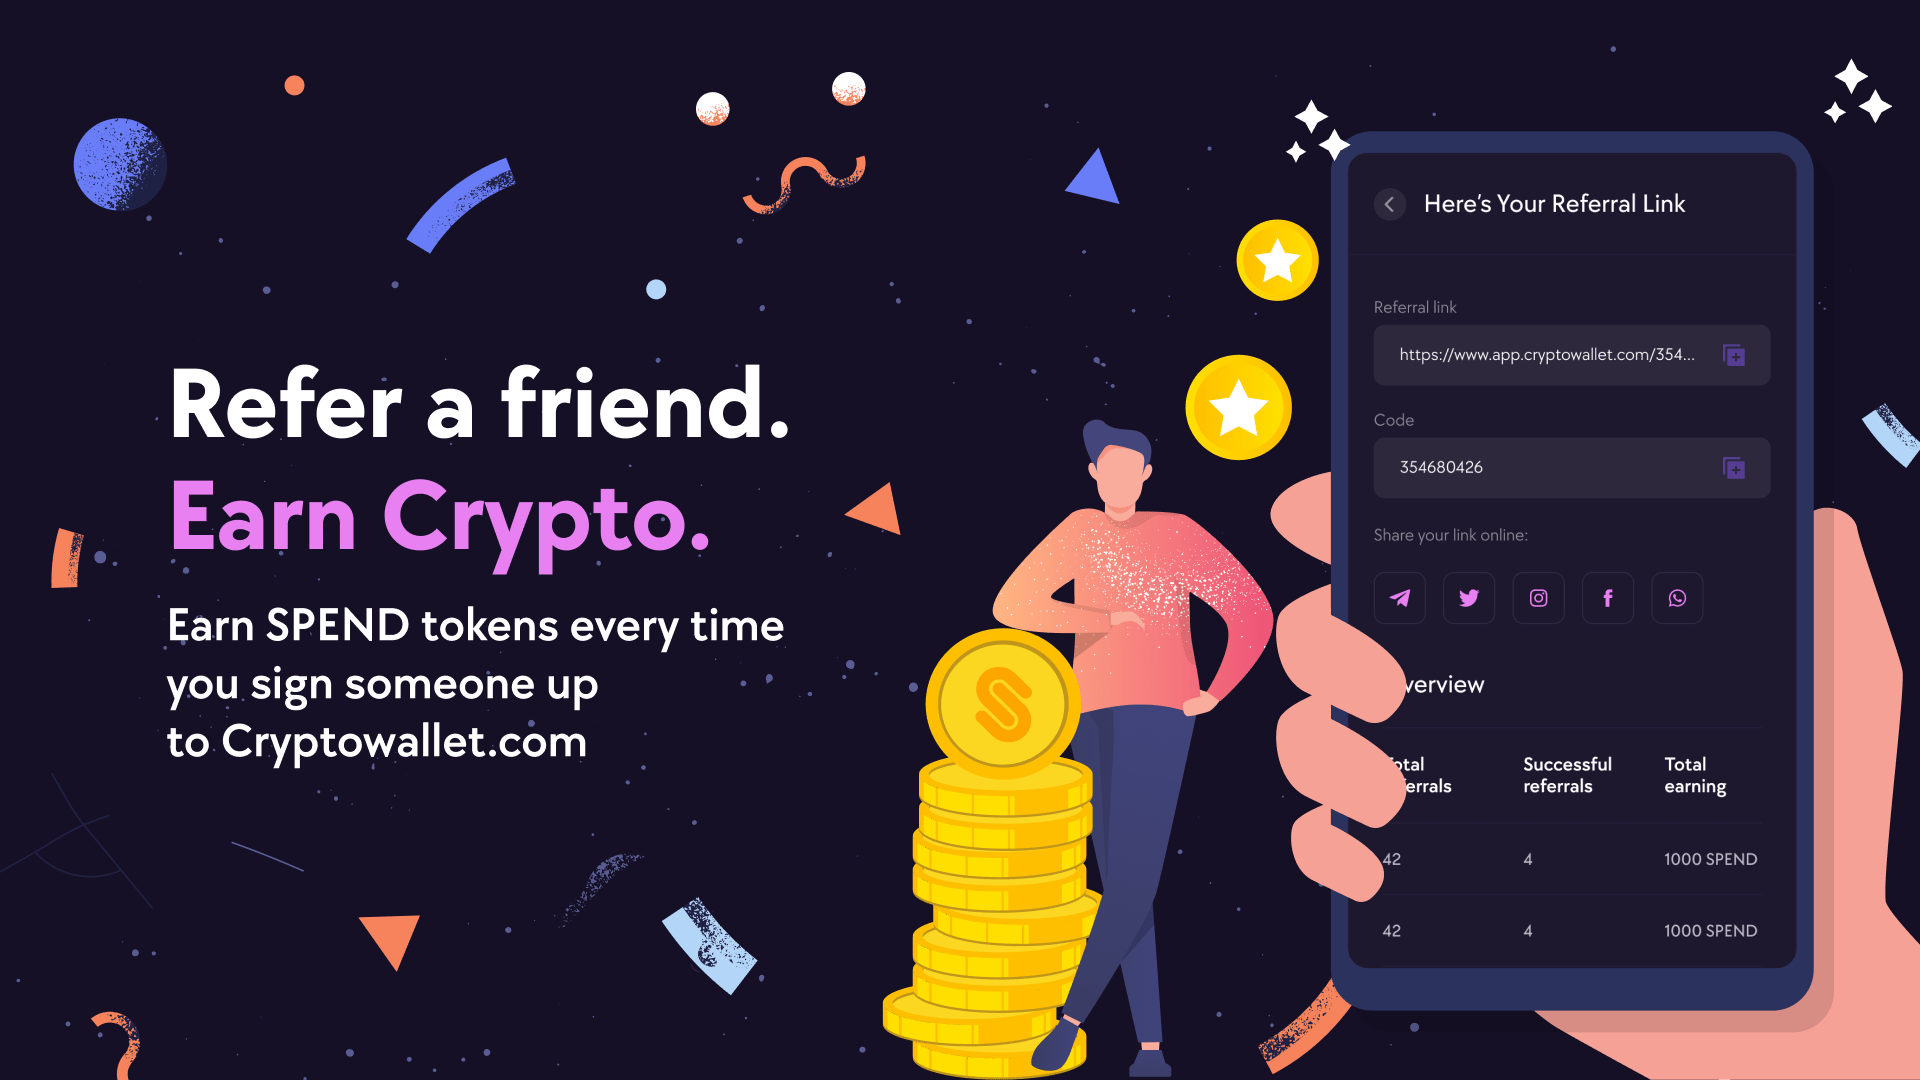 Refer a friend.
Earn Crypto.
Earn SPEND tokens every time
you sign someone up
to Cryptowallet.com
Here's Your Referral Link
Referral link
https://www.app.cryptowallet.com/354...
Code
354680426
Share your link online:
verview
otal Successful Total
errals referrals earning
42 4 1000 SPEND
42 4 1000 SPEND